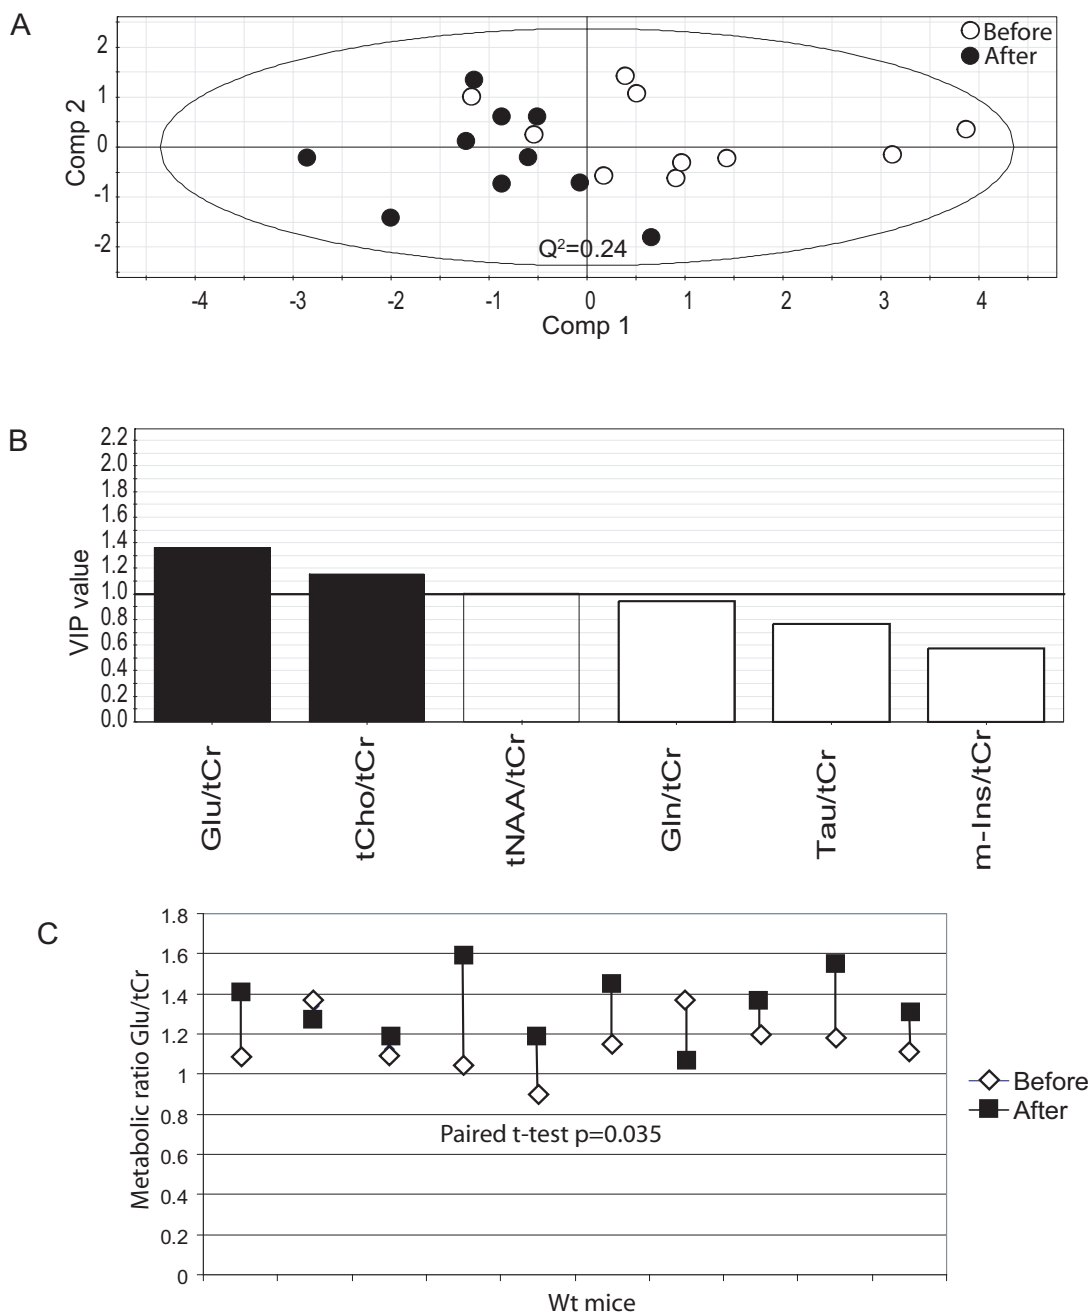 A
Before
After
2
1
0
-1
-2
Comp 2
Q²=0.24
-4 -3 -2 -1 0 1 2 3 4
Comp 1
B
2.2
2.0
1.8
1.6
1.4
1.2
1.0
0.8
0.6
0.4
0.2
0.0
VIP value
Glu/tCr
tCho/tCr
tNAA/tCr
Gln/tCr
Tau/tCr
m-Ins/tCr
C
1.8
1.6
1.4
1.2
1
0.8
0.6
0.4
0.2
0
Metabolic ratio Glu/tCr
Paired t-test p=0.035
Before
After
Wt mice